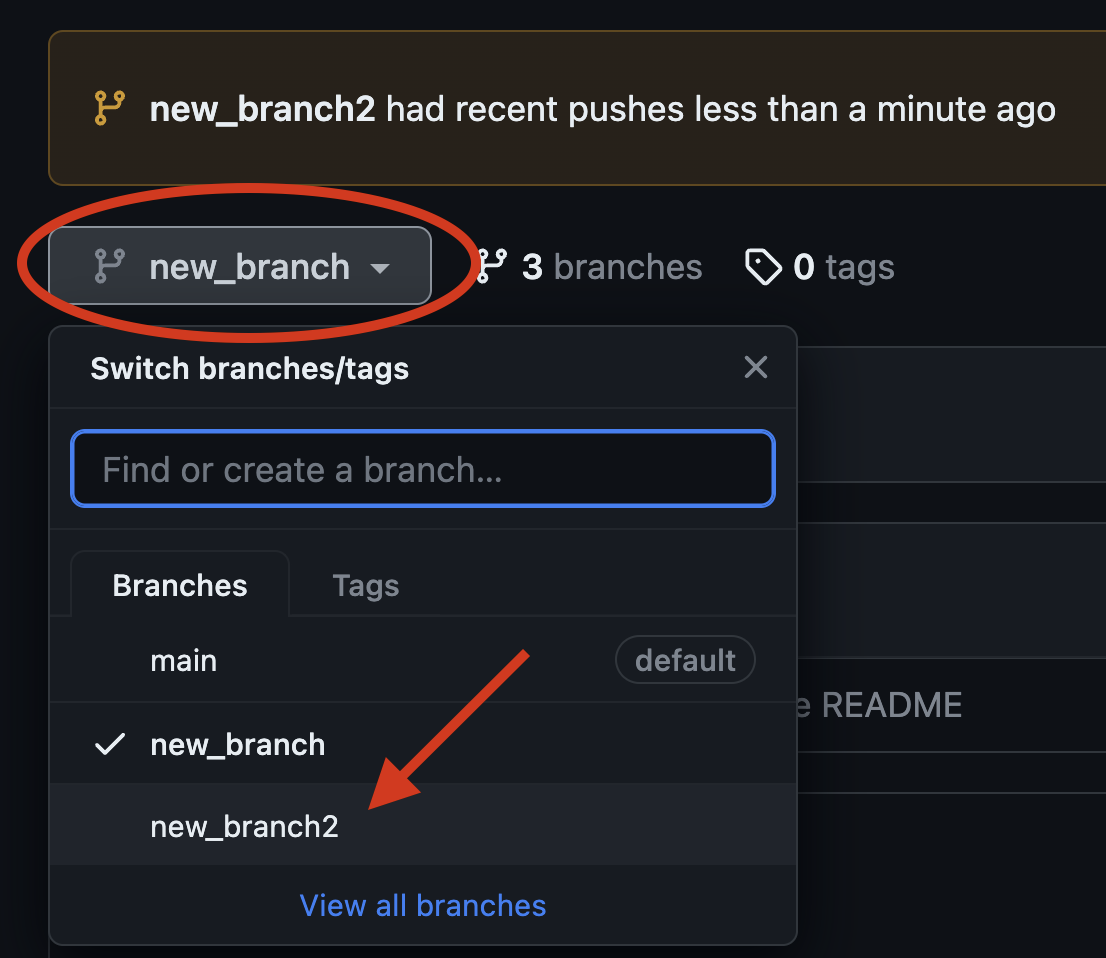 new_branch2 had recent pushes less than a minute ago
new_branch 3 branches 0 tags
Switch branches/tags
Find or create a branch...
Branches Tags
main default
README
new_branch
new_branch2
View all branches